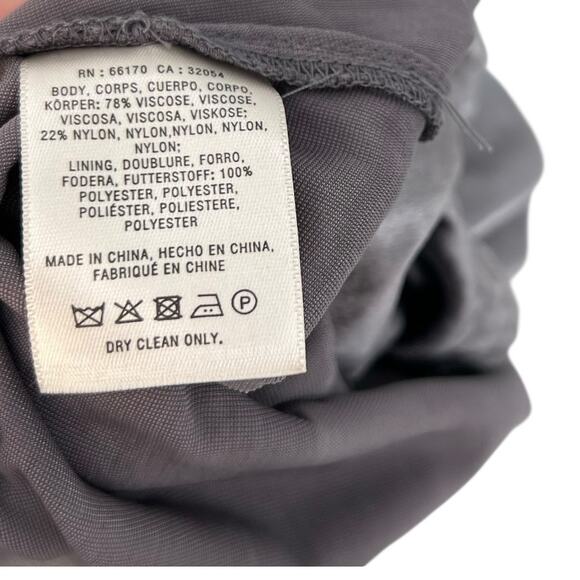 RN : 66170 CA : 32054
BODY, CORPS, CUERPO, CORPO,
KÖRPER: 78% VISCOSE, VISCOSE,
VISCOSA, VISCOSA, VISKOSE;
22% NYLON, NYLON,NYLON, NYLON,
NYLON;
LINING, DOUBLURE, FORRO,
FODERA, FUTTERSTOFF: 100%
POLYESTER, POLYESTER,
POLIÉSTER, POLIESTERE,
POLYESTER
MADE IN CHINA, HECHO EN CHINA,
FABRIQUÉ EN CHINE
P
DRY CLEAN ONLY.